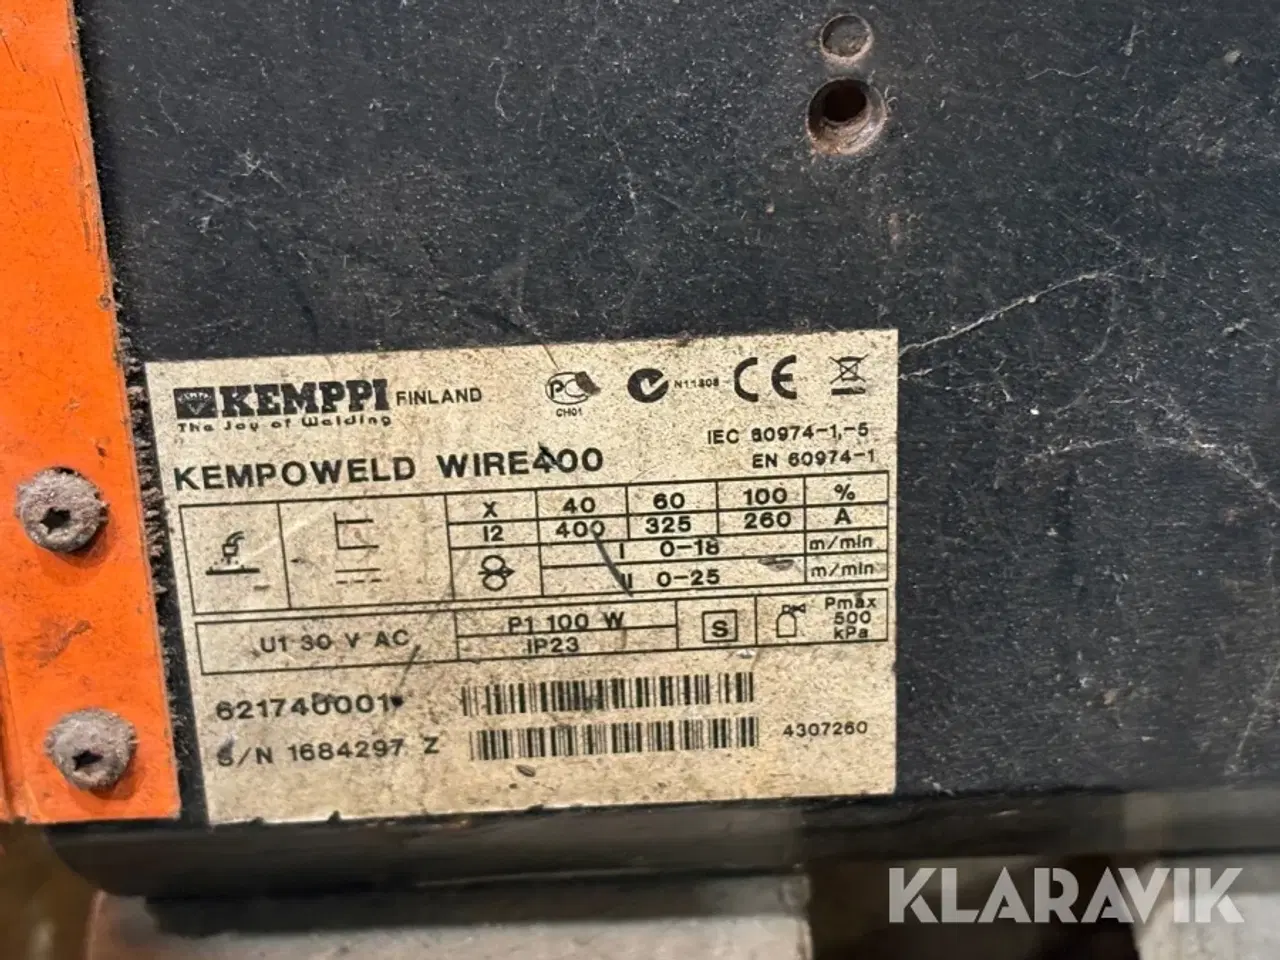 KEMPPI FINLAND
The Joy of Welding
PC
CH01
N11808
CE
IEC 60974-1,-5
EN 60974-1
KEMPOWELD WIRE400
X 40 60 100 %
I2 400 325 260 A
I 0-18 m/min
II 0-25 m/min
U1 30 V AC
P1 100 W
IP23
S
Pmax
500
kPa
621740001
S/N 1684297 Z
4307260
KLARAVIK